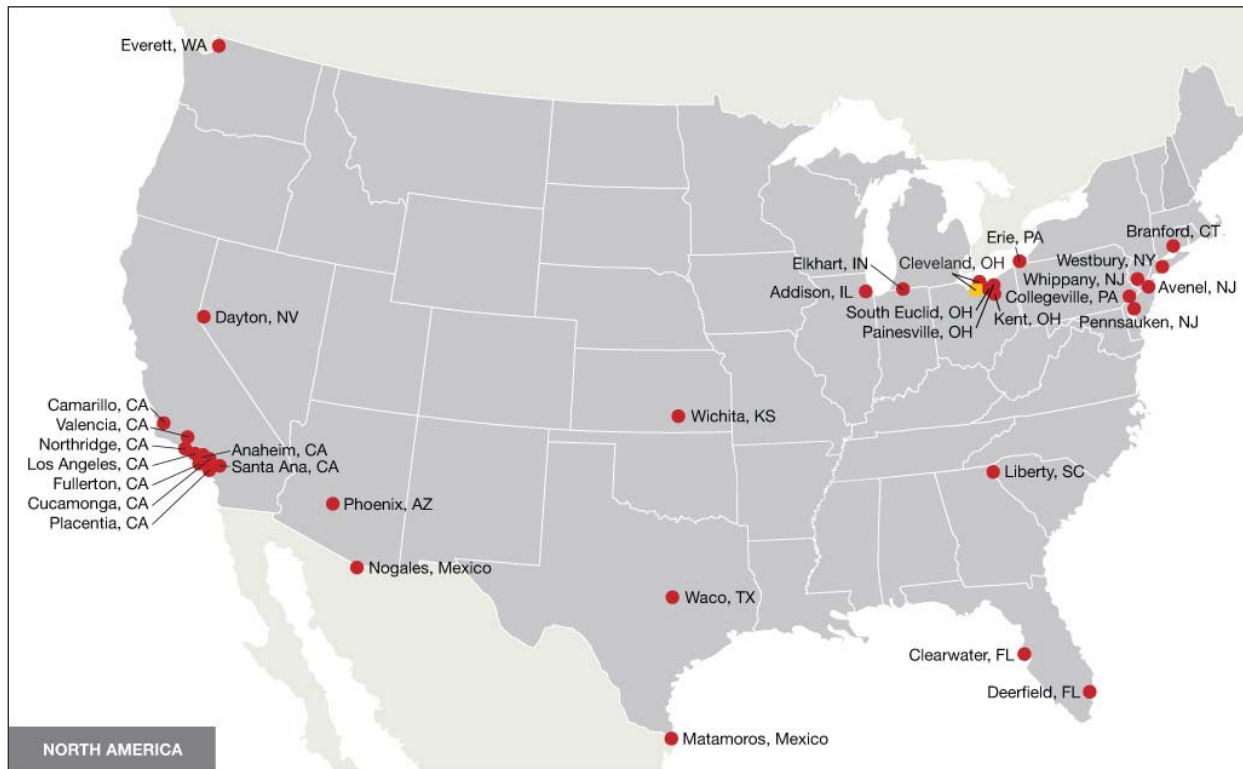 Everett, WA
Branford, CT
Erie, PA
Westbury, NY
Elkhart, IN
Cleveland, OH
Whippany, NJ
Avenel, NJ
Addison, IL
Collegeville, PA
South Euclid, OH
Kent, OH
Pennsauken, NJ
Painesville, OH
Dayton, NV
Camarillo, CA
Valencia, CA
Northridge, CA
Anaheim, CA
Los Angeles, CA
Santa Ana, CA
Fullerton, CA
Cucamonga, CA
Placentia, CA
Wichita, KS
Liberty, SC
Phoenix, AZ
Nogales, Mexico
Waco, TX
Clearwater, FL
Deerfield, FL
Matamoros, Mexico
NORTH AMERICA